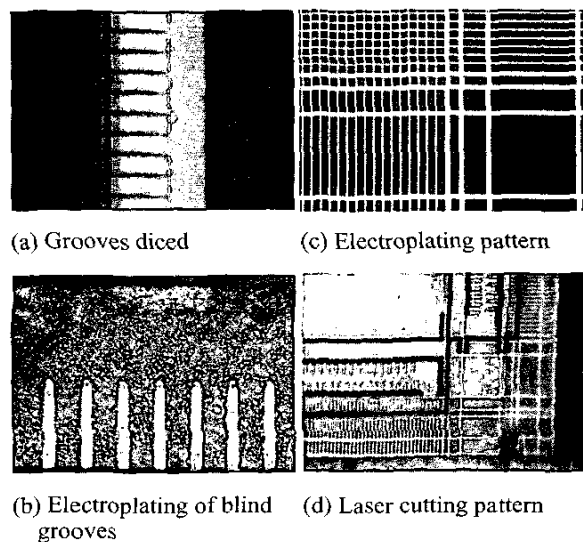 (a) Grooves diced
(c) Electroplating pattern
(b) Electroplating of blind
grooves
(d) Laser cutting pattern